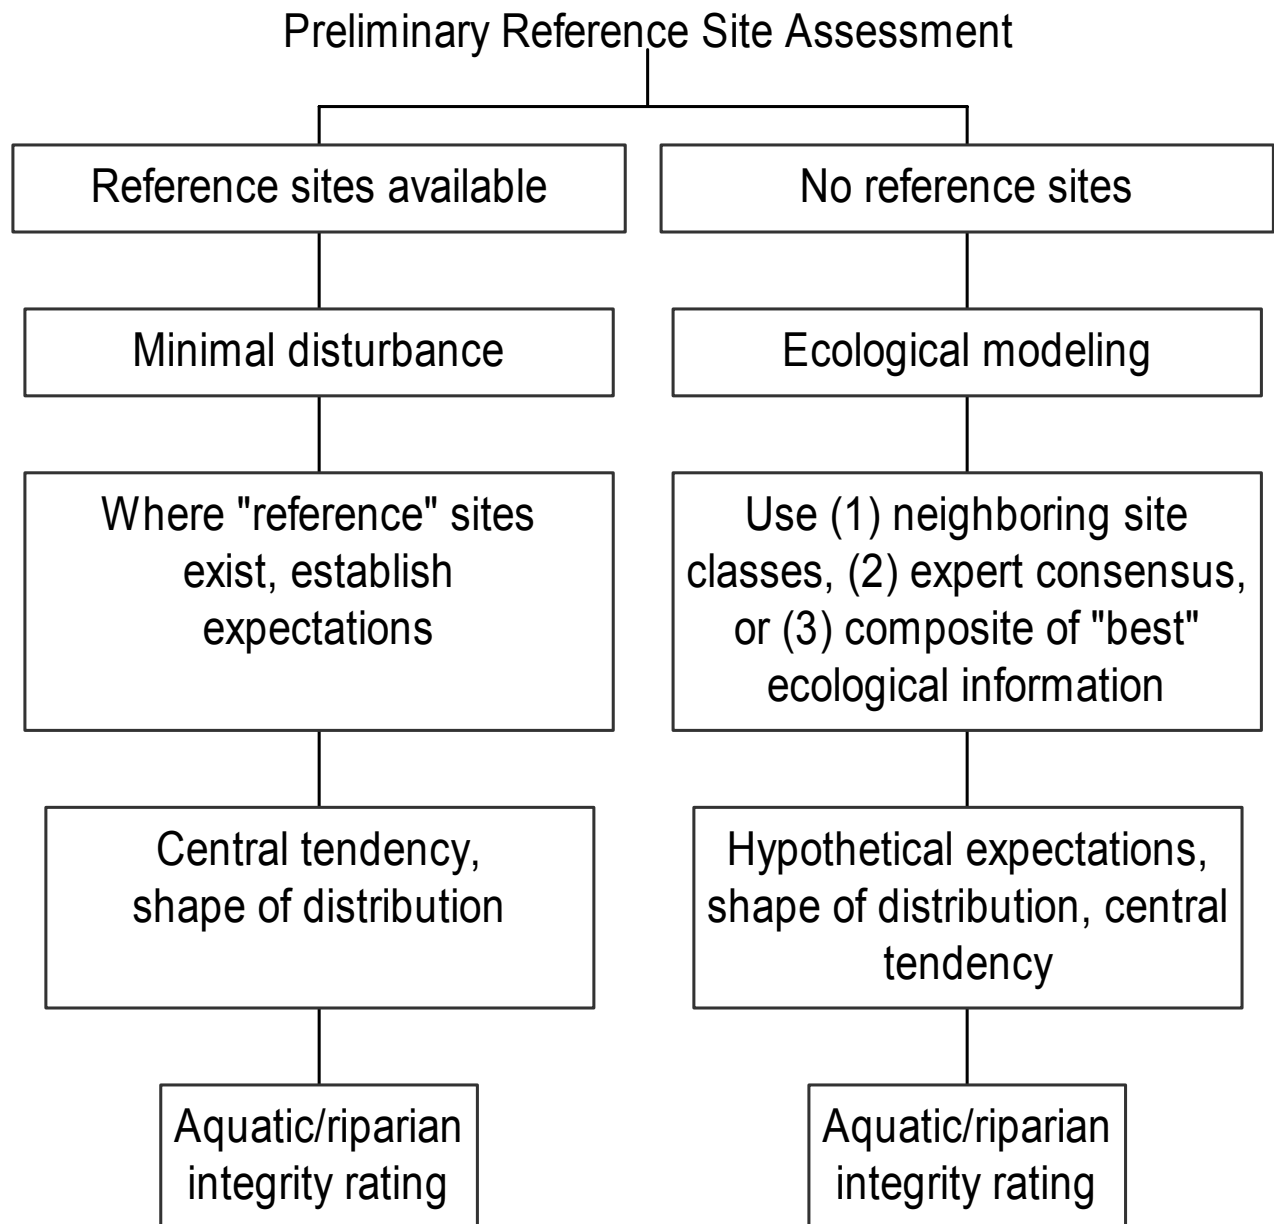 Preliminary Reference Site Assessment
Reference sites available
No reference sites
Minimal disturbance
Ecological modeling
Where "reference" sites
exist, establish
expectations
Use (1) neighboring site
classes, (2) expert consensus,
or (3) composite of "best"
ecological information
Central tendency,
shape of distribution
Hypothetical expectations,
shape of distribution, central
tendency
Aquatic/riparian
integrity rating
Aquatic/riparian
integrity rating